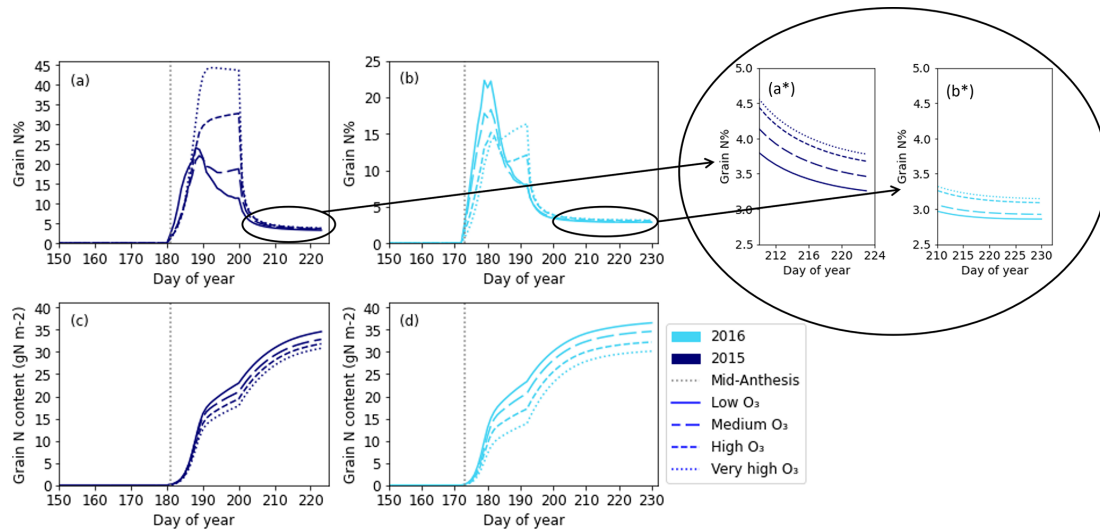 (a)
45
40
35
30
25
20
15
10
5
0
Grain N%
150 160 170 180 190 200 210 220
Day of year
(b)
25
20
15
10
5
0
Grain N%
150 160 170 180 190 200 210 220 230
Day of year
(a*)
5.0
4.5
4.0
3.5
3.0
2.5
Grain N%
212 216 220 224
Day of year
(b*)
5.0
4.5
4.0
3.5
3.0
2.5
Grain N%
210 215 220 225 230
Day of year
(c)
40
35
30
25
20
15
10
5
0
Grain N content (gN m-2)
150 160 170 180 190 200 210 220
Day of year
(d)
40
35
30
25
20
15
10
5
0
Grain N content (gN m-2)
150 160 170 180 190 200 210 220 230
Day of year
2016
2015
Mid-Anthesis
Low O₃
Medium O₃
High O₃
Very high O₃